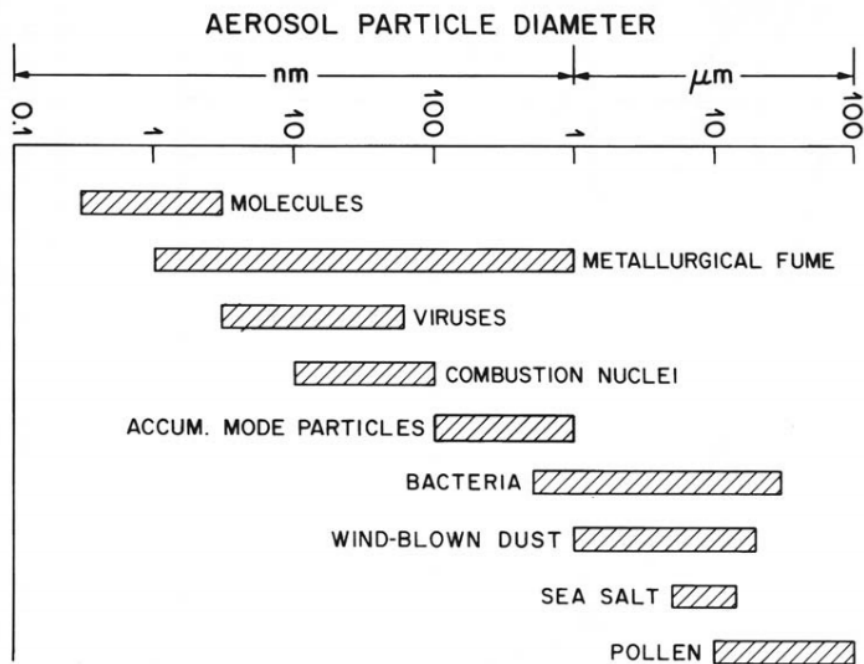 AEROSOL PARTICLE DIAMETER
nm μm
0.1 1 10 100 1 10 100
MOLECULES
METALLURGICAL FUME
VIRUSES
COMBUSTION NUCLEI
ACCUM. MODE PARTICLES
BACTERIA
WIND-BLOWN DUST
SEA SALT
POLLEN